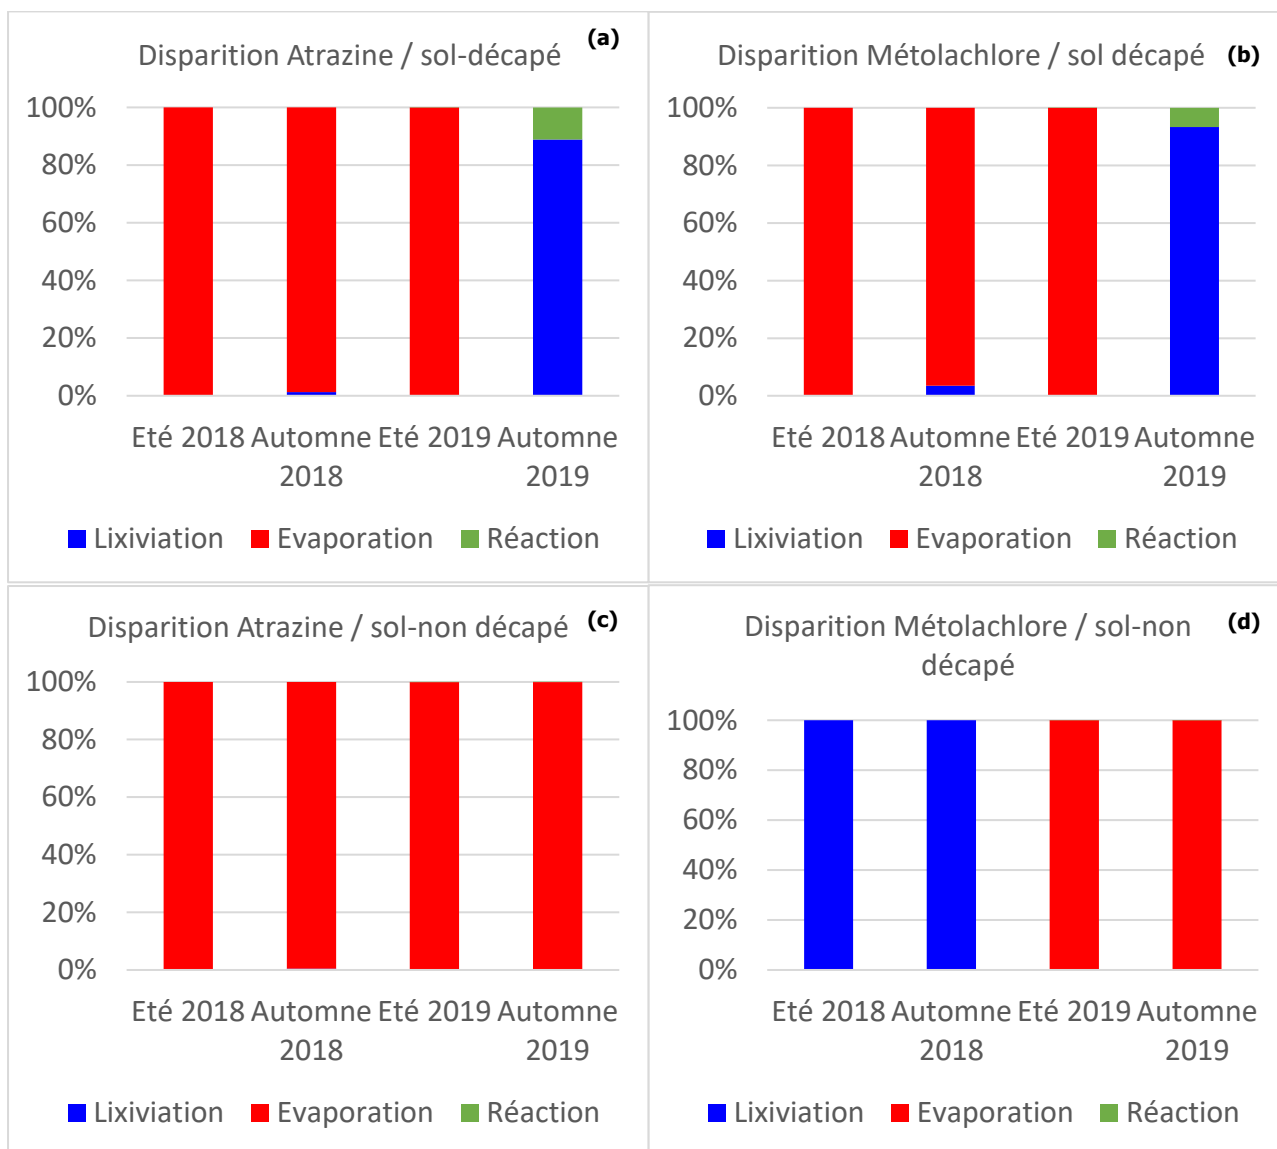 Disparition Atrazine / sol-décapé (a)
100%
80%
60%
40%
20%
0%
Eté 2018 Automne 2018 Eté 2019 Automne 2019
Lixiviation Evaporation Réaction
Disparition Métolachlore / sol décapé (b)
100%
80%
60%
40%
20%
0%
Eté 2018 Automne 2018 Eté 2019 Automne 2019
Lixiviation Evaporation Réaction
Disparition Atrazine / sol-non décapé (c)
100%
80%
60%
40%
20%
0%
Eté 2018 Automne 2018 Eté 2019 Automne 2019
Lixiviation Evaporation Réaction
Disparition Métolachlore / sol-non (d)
décapé
100%
80%
60%
40%
20%
0%
Eté 2018 Automne 2018 Eté 2019 Automne 2019
Lixiviation Evaporation Réaction